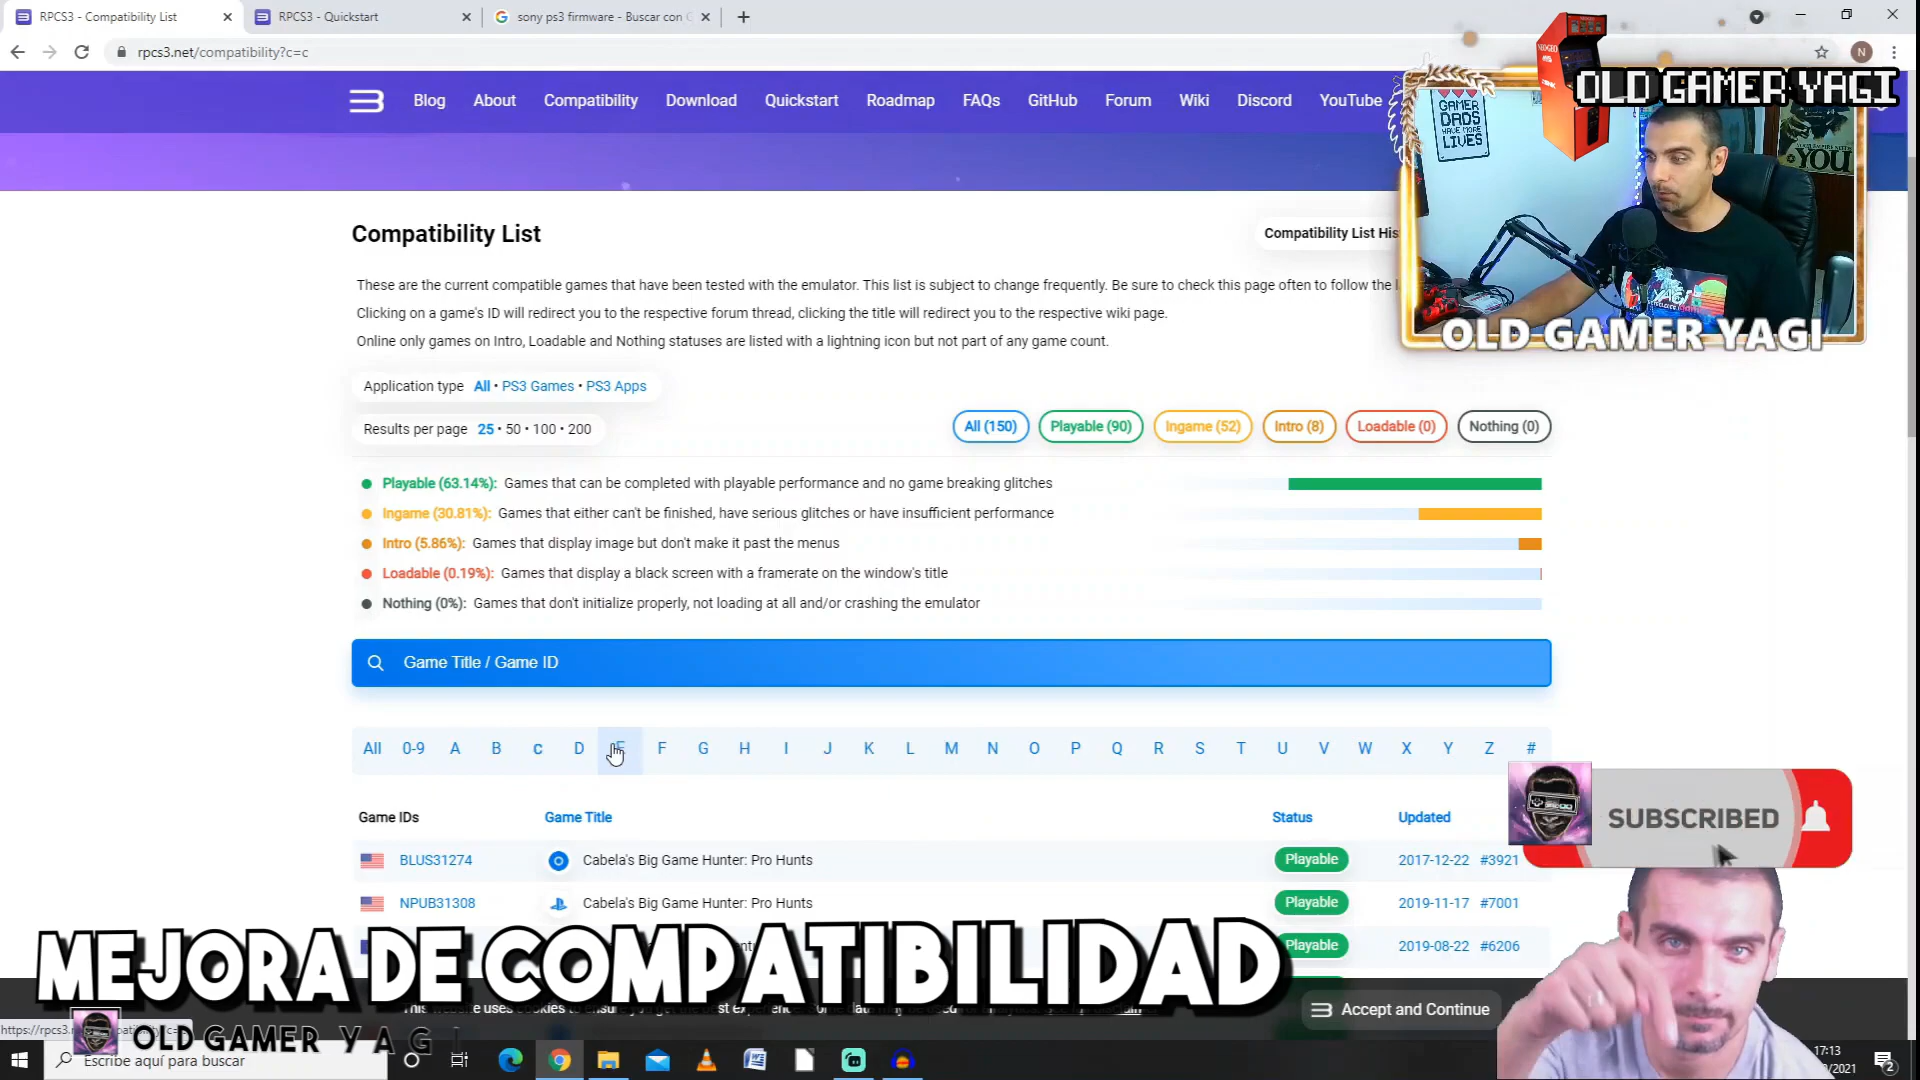 RPCS3 - Compatibility List
RPCS3 - Quickstart
sony ps3 firmware - Buscar con G
rpcs3.net/compatibility?c=c
N
Blog About Compatibility Download Quickstart Roadmap FAQs GitHub Forum Wiki Discord YouTube
OLD GAMER YAGI
GAMER
DADS
HAVE MORE
LIVES
YOU
OLD GAMER YAGI
Compatibility List
Compatibility List His
These are the current compatible games that have been tested with the emulator. This list is subject to change frequently. Be sure to check this page often to follow the l
Clicking on a game's ID will redirect you to the respective forum thread, clicking the title will redirect you to the respective wiki page.
Online only games on Intro, Loadable and Nothing statuses are listed with a lightning icon but not part of any game count.
Application type All • PS3 Games • PS3 Apps
Results per page 25 • 50 • 100 • 200
All (150) Playable (90) Ingame (52) Intro (8) Loadable (0) Nothing (0)
Playable (63.14%): Games that can be completed with playable performance and no game breaking glitches
Ingame (30.81%): Games that either can't be finished, have serious glitches or have insufficient performance
Intro (5.86%): Games that display image but don't make it past the menus
Loadable (0.19%): Games that display a black screen with a framerate on the window's title
Nothing (0%): Games that don't initialize properly, not loading at all and/or crashing the emulator
Game Title / Game ID
All 0-9 A B C D E F G H I J K L M N O P Q R S T U V W X Y Z #
Game IDs Game Title Status Updated
BLUS31274 Cabela's Big Game Hunter: Pro Hunts Playable 2017-12-22 #3921
NPUB31308 Cabela's Big Game Hunter: Pro Hunts Playable 2019-11-17 #7001
Playable 2019-08-22 #6206
SUBSCRIBED
MEJORA DE COMPATIBILIDAD
This website uses cookies to ensure you get the best experience.
Accept and Continue
OLD GAMER YAGI
Escribe aquí para buscar
17:13
2